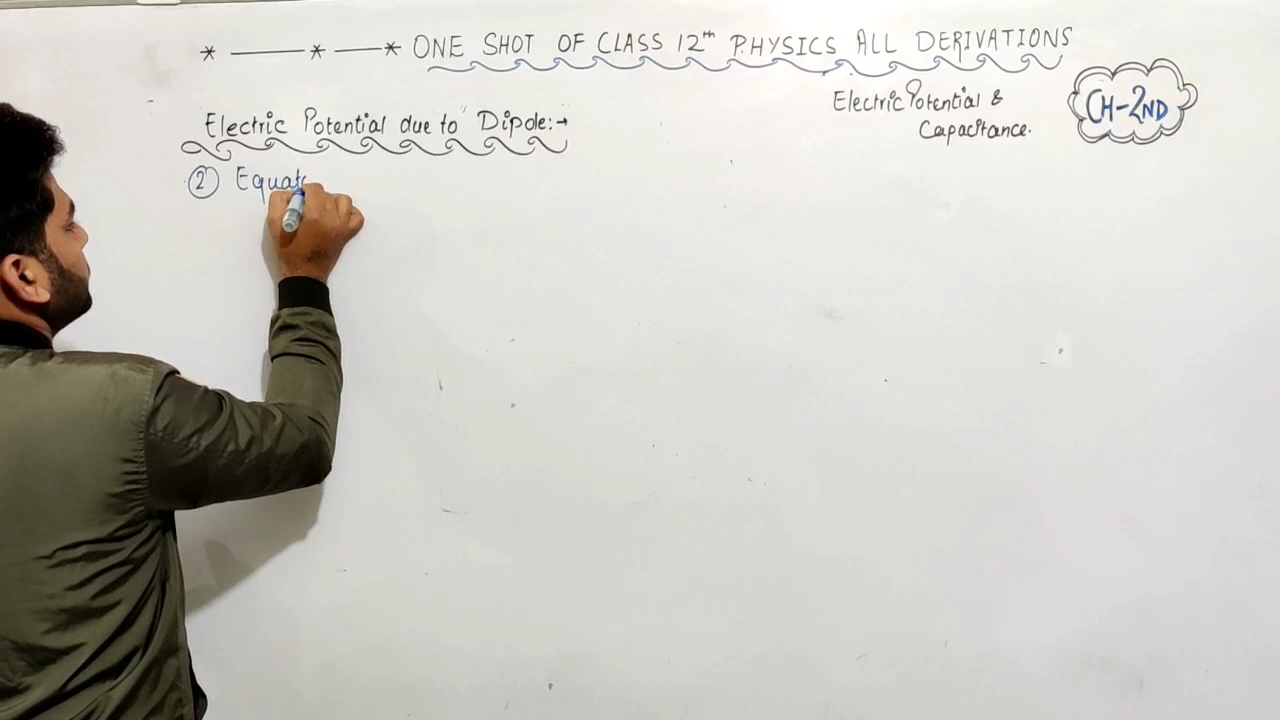 * —— * — * ONE SHOT OF CLASS 12th PHYSICS ALL DERIVATIONS
Electric Potential &
Capacitance.
CH-2ND
Electric Potential due to "Dipole:→
② Equat